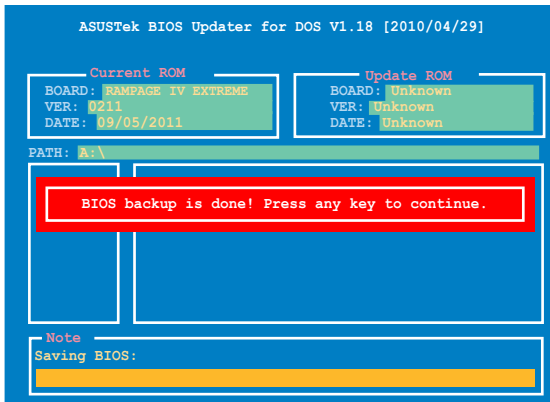 ASUSTek BIOS Updater for DOS V1.18 [2010/04/29]
Current ROM
BOARD: RAMPAGE IV EXTREME
VER: 0211
DATE: 09/05/2011
Update ROM
BOARD: Unknown
VER: Unknown
DATE: Unknown
PATH: A:\
BIOS backup is done! Press any key to continue.
Note
Saving BIOS: